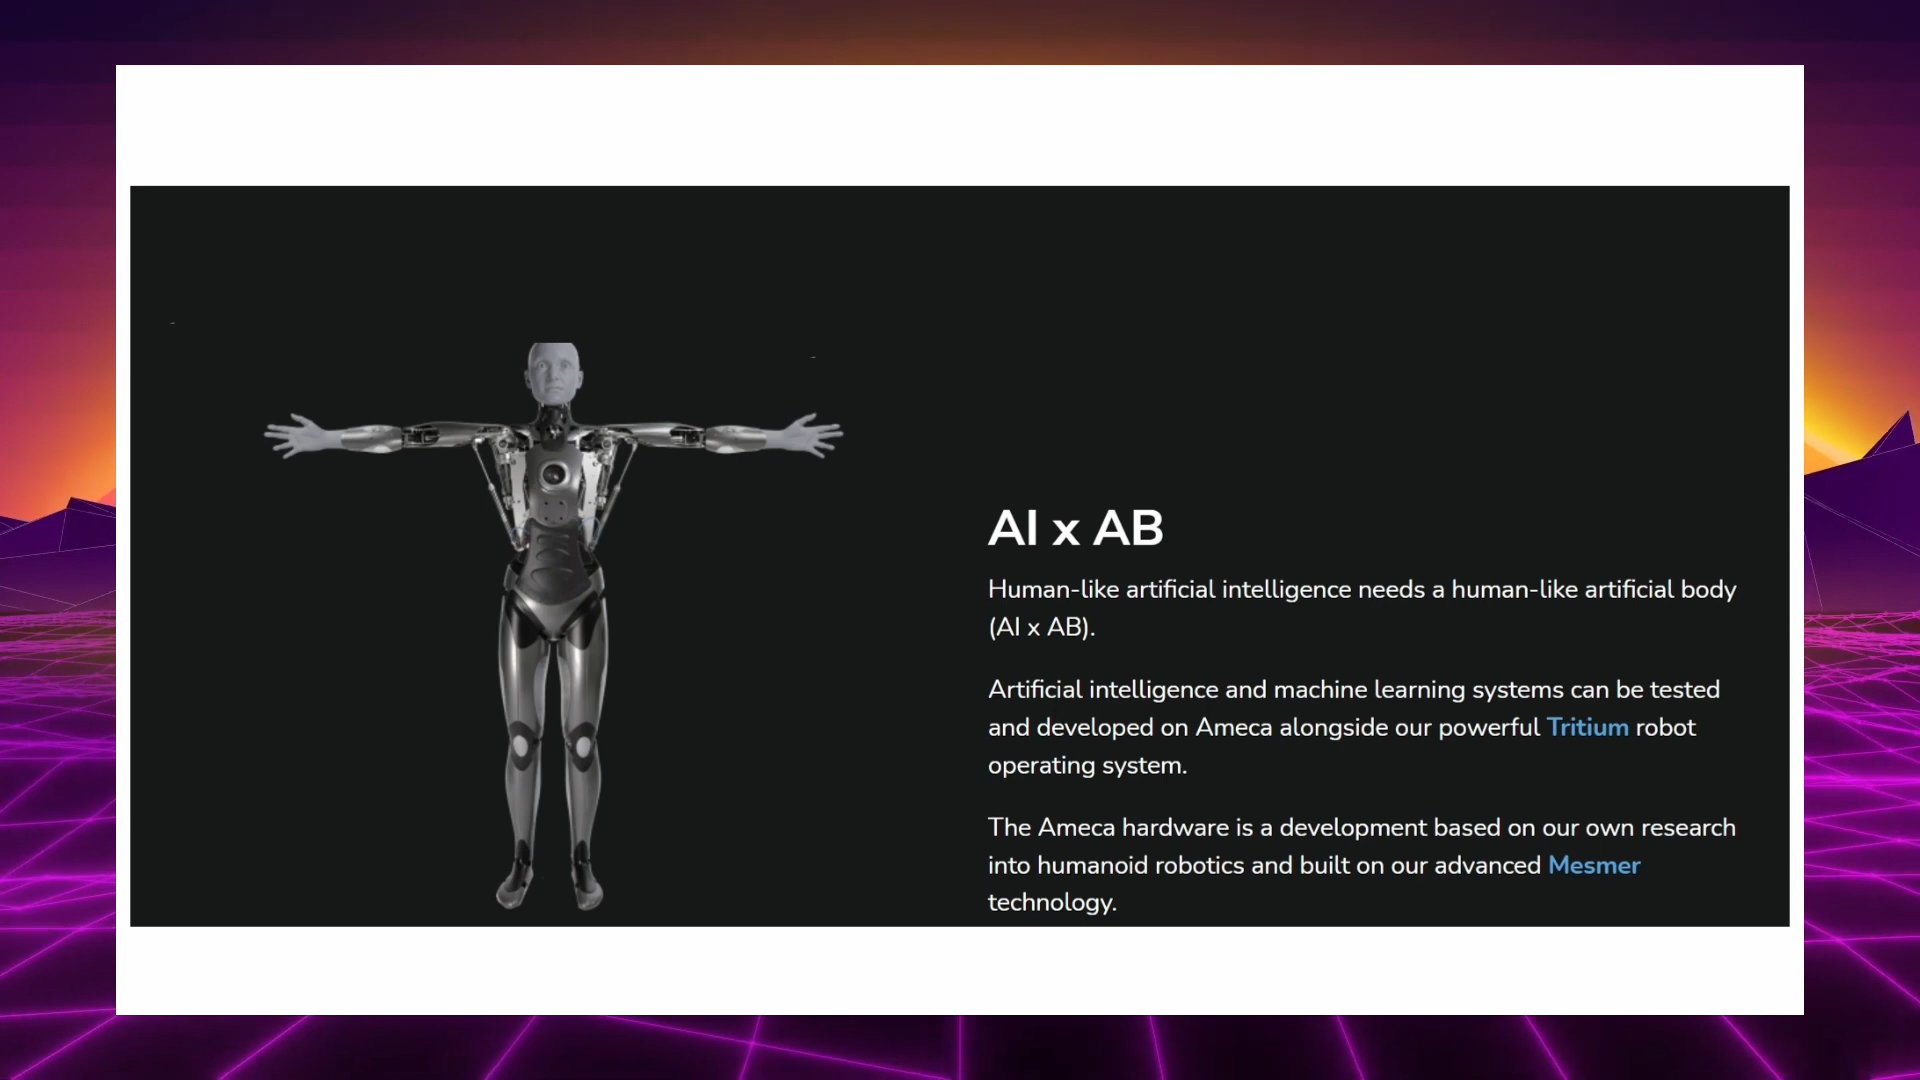 AI x AB
Human-like artificial intelligence needs a human-like artificial body
(AI x AB).
Artificial intelligence and machine learning systems can be tested
and developed on Ameca alongside our powerful Tritium robot
operating system.
The Ameca hardware is a development based on our own research
into humanoid robotics and built on our advanced Mesmer
technology.